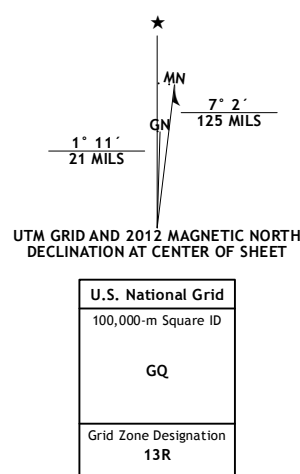 ★
MN
GN
7° 2´
125 MILS
1° 11´
21 MILS
UTM GRID AND 2012 MAGNETIC NORTH
DECLINATION AT CENTER OF SHEET
U.S. National Grid
100,000-m Square ID
GQ
Grid Zone Designation
13R